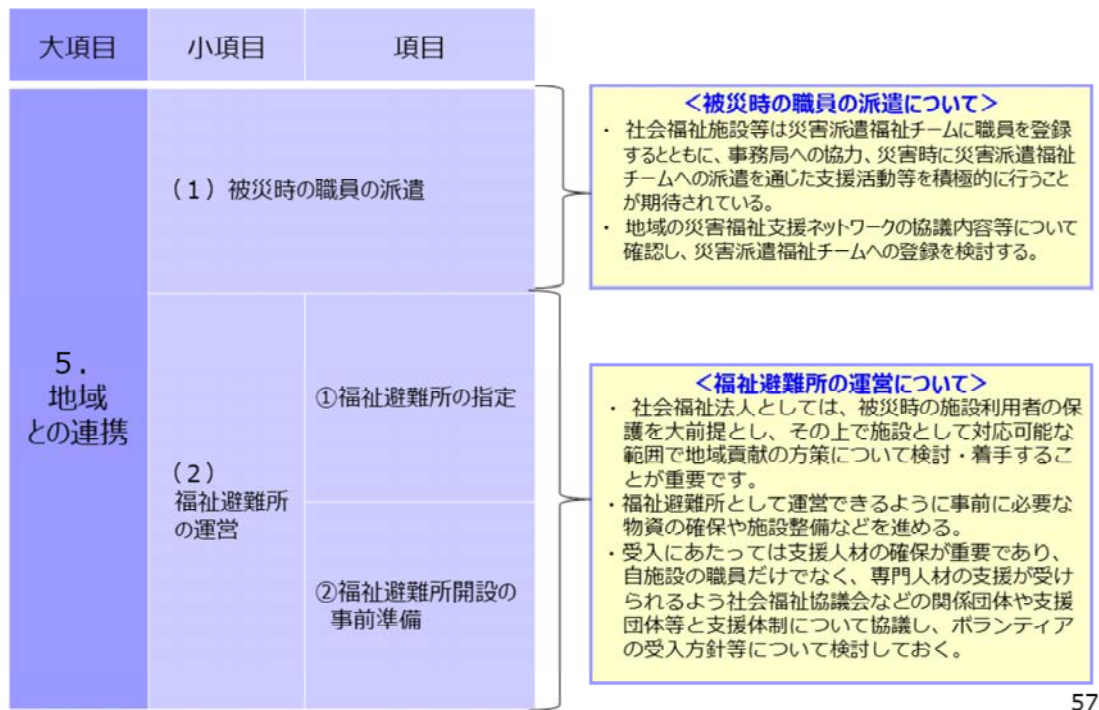 大項目 小項目 項目
5.
地域
との連携
(1)被災時の職員の派遣
(2)
福祉避難所
の運営
①福祉避難所の指定
②福祉避難所開設の
事前準備
<被災時の職員の派遣について>
・ 社会福祉施設等は災害派遣福祉チームに職員を登録
するとともに、事務局への協力、災害時に災害派遣福祉
チームへの派遣を通じた支援活動等を積極的に行うこと
が期待されている。
・ 地域の災害福祉支援ネットワークの協議内容等について
確認し、災害派遣福祉チームへの登録を検討する。
<福祉避難所の運営について>
・ 社会福祉法人としては、被災時の施設利用者の保
護を大前提とし、その上で施設として対応可能な
範囲で地域貢献の方策について検討・着手するこ
とが重要です。
・福祉避難所として運営できるように事前に必要な
物資の確保や施設整備などを進める。
・受入にあたっては支援人材の確保が重要であり、
自施設の職員だけでなく、専門人材の支援が受け
られるよう社会福祉協議会などの関係団体や支援
団体等と支援体制について協議し、ボランティア
の受入方針等について検討しておく。
57